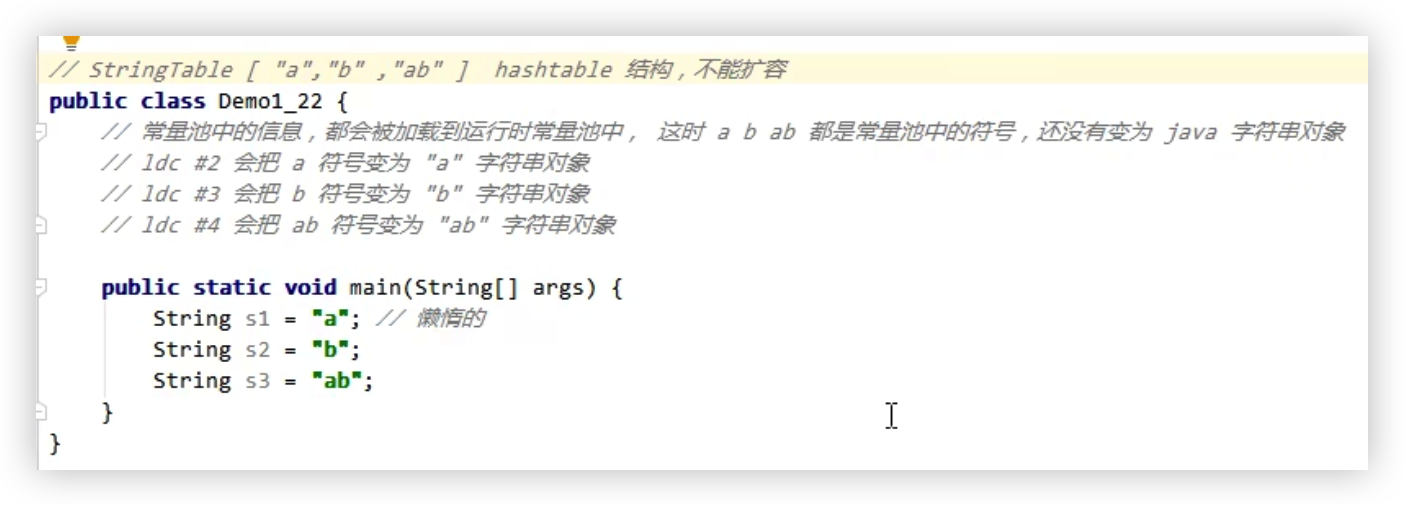 // StringTable [ "a","b" ,"ab" ]  hashtable 结构，不能扩容
public class Demo1_22 {
    // 常量池中的信息，都会被加载到运行时常量池中， 这时 a b ab 都是常量池中的符号，还没有变为 java 字符串对象
    // ldc #2 会把 a 符号变为 "a" 字符串对象
    // ldc #3 会把 b 符号变为 "b" 字符串对象
    // ldc #4 会把 ab 符号变为 "ab" 字符串对象
    public static void main(String[] args) {
        String s1 = "a"; // 懒惰的
        String s2 = "b";
        String s3 = "ab";
    }
}